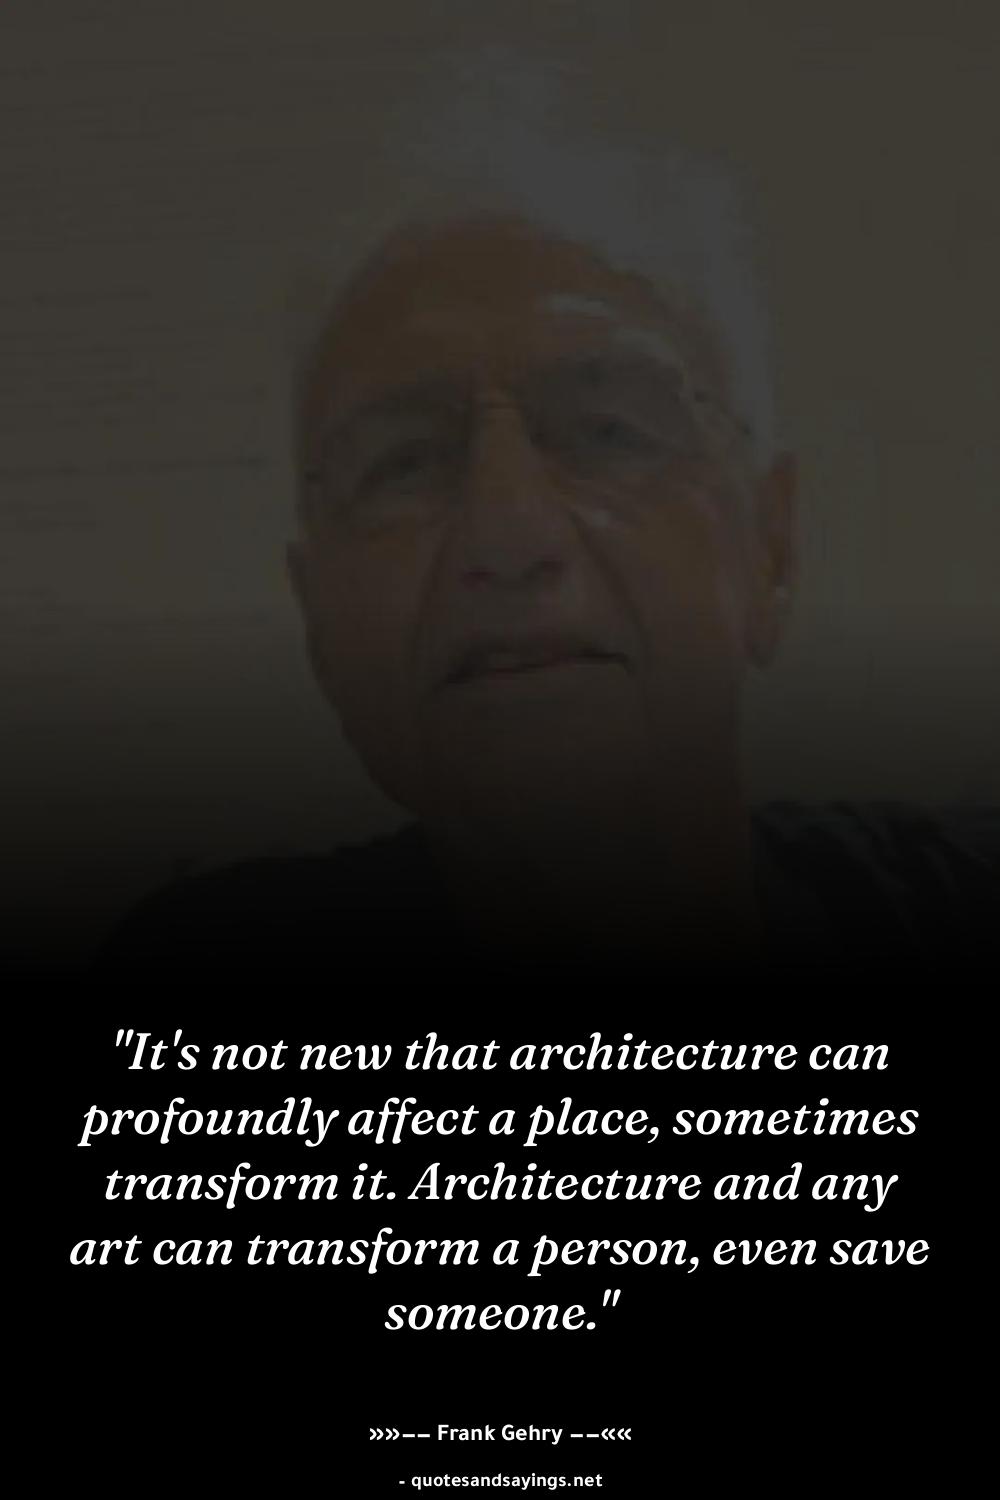 "It's not new that architecture can
profoundly affect a place, sometimes
transform it. Architecture and any
art can transform a person, even save
someone."
»»—— Frank Gehry ——««
- quotesandsayings.net